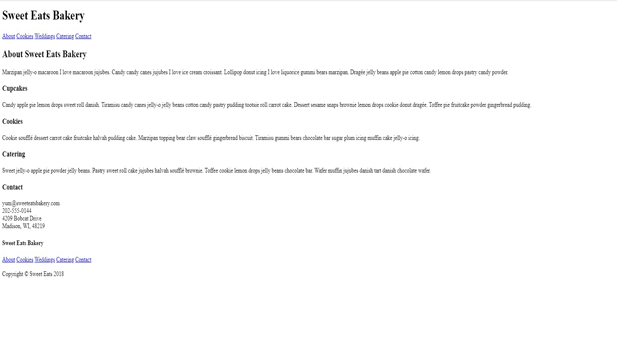 Sweet Eats Bakery
About Cookies Weddings Catering Contact
About Sweet Eats Bakery
Marzipan jelly-o macaroon I love macaroon jujubes. Candy candy canes jujubes I love ice cream croissant. Lollipop donut icing I love liquorice gummi bears marzipan. Dragée jelly beans apple pie cotton candy lemon drops pastry candy powder.
Cupcakes
Candy apple pie lemon drops sweet roll danish. Tiramisu candy canes jelly-o jelly beans cotton candy pastry pudding tootsie roll carrot cake. Dessert sesame snaps brownie lemon drops cookie donut dragée. Toffee pie fruitcake powder gingerbread pudding.
Cookies
Cookie soufflé dessert carrot cake fruitcake halvah pudding cake. Marzipan topping bear claw soufflé gingerbread biscuit. Tiramisu gummi bears chocolate bar sugar plum icing muffin cake jelly-o icing.
Catering
Sweet jelly-o apple pie powder jelly beans. Pastry sweet roll cake jujubes halvah soufflé brownie. Toffee cookie lemon drops jelly beans chocolate bar. Wafer muffin jujubes danish tart danish chocolate wafer.
Contact
yum@sweeteatsbakery.com
202-555-0144
4209 Bobcat Drive
Madison, WI, 48219
Sweet Eats Bakery
About Cookies Weddings Catering Contact
Copyright © Sweet Eats 2018